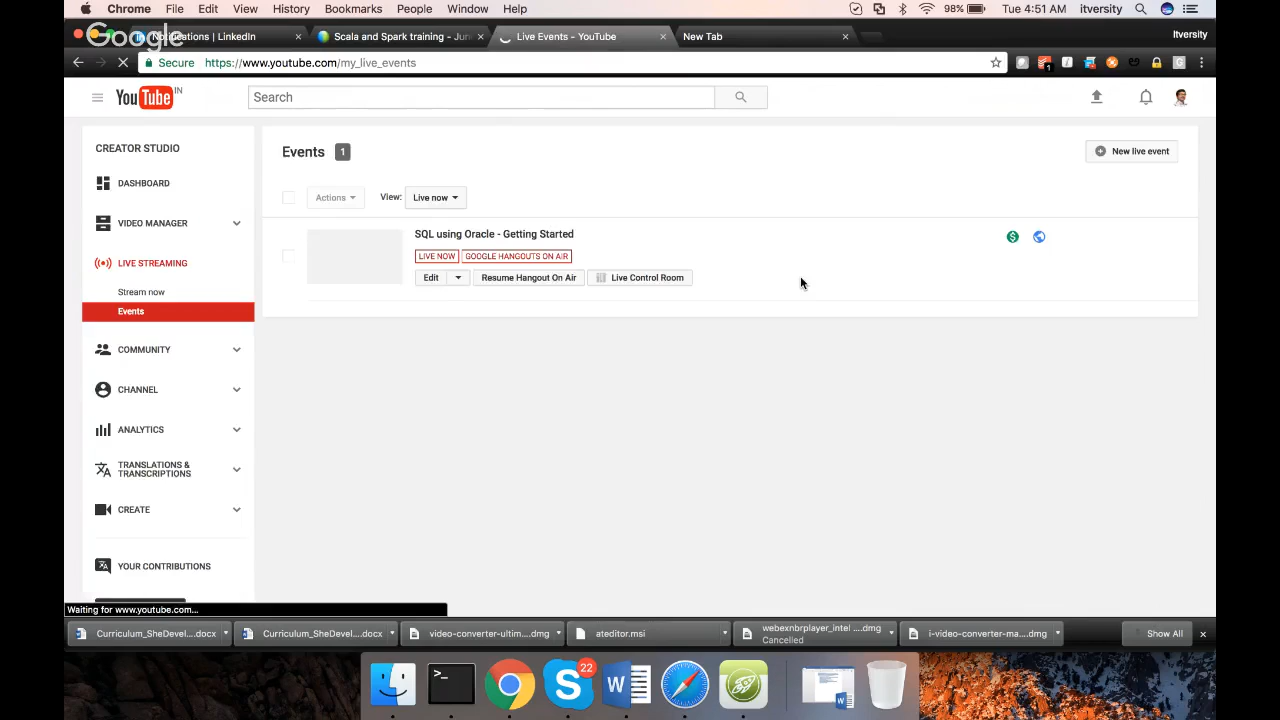 Chrome File Edit View History Bookmarks People Window Help 98% Tue 4:51 AM itversity
Google
Notifications | LinkedIn Scala and Spark training - Jun Live Events - YouTube New Tab Itversity
Secure https://www.youtube.com/my_live_events 1
YouTube IN Search
CREATOR STUDIO
DASHBOARD
VIDEO MANAGER
LIVE STREAMING
Stream now
Events
COMMUNITY
CHANNEL
ANALYTICS
TRANSLATIONS &
TRANSCRIPTIONS
CREATE
YOUR CONTRIBUTIONS
Events 1 New live event
Actions View: Live now
SQL using Oracle - Getting Started
LIVE NOW GOOGLE HANGOUTS ON AIR
Edit Resume Hangout On Air Live Control Room
Waiting for www.youtube.com...
Curriculum_SheDevel....docx Curriculum_SheDevel....docx video-converter-ultim....dmg ateditor.msi webexnbrplayer_intel ....dmg i-video-converter-ma....dmg Show All
Cancelled
22